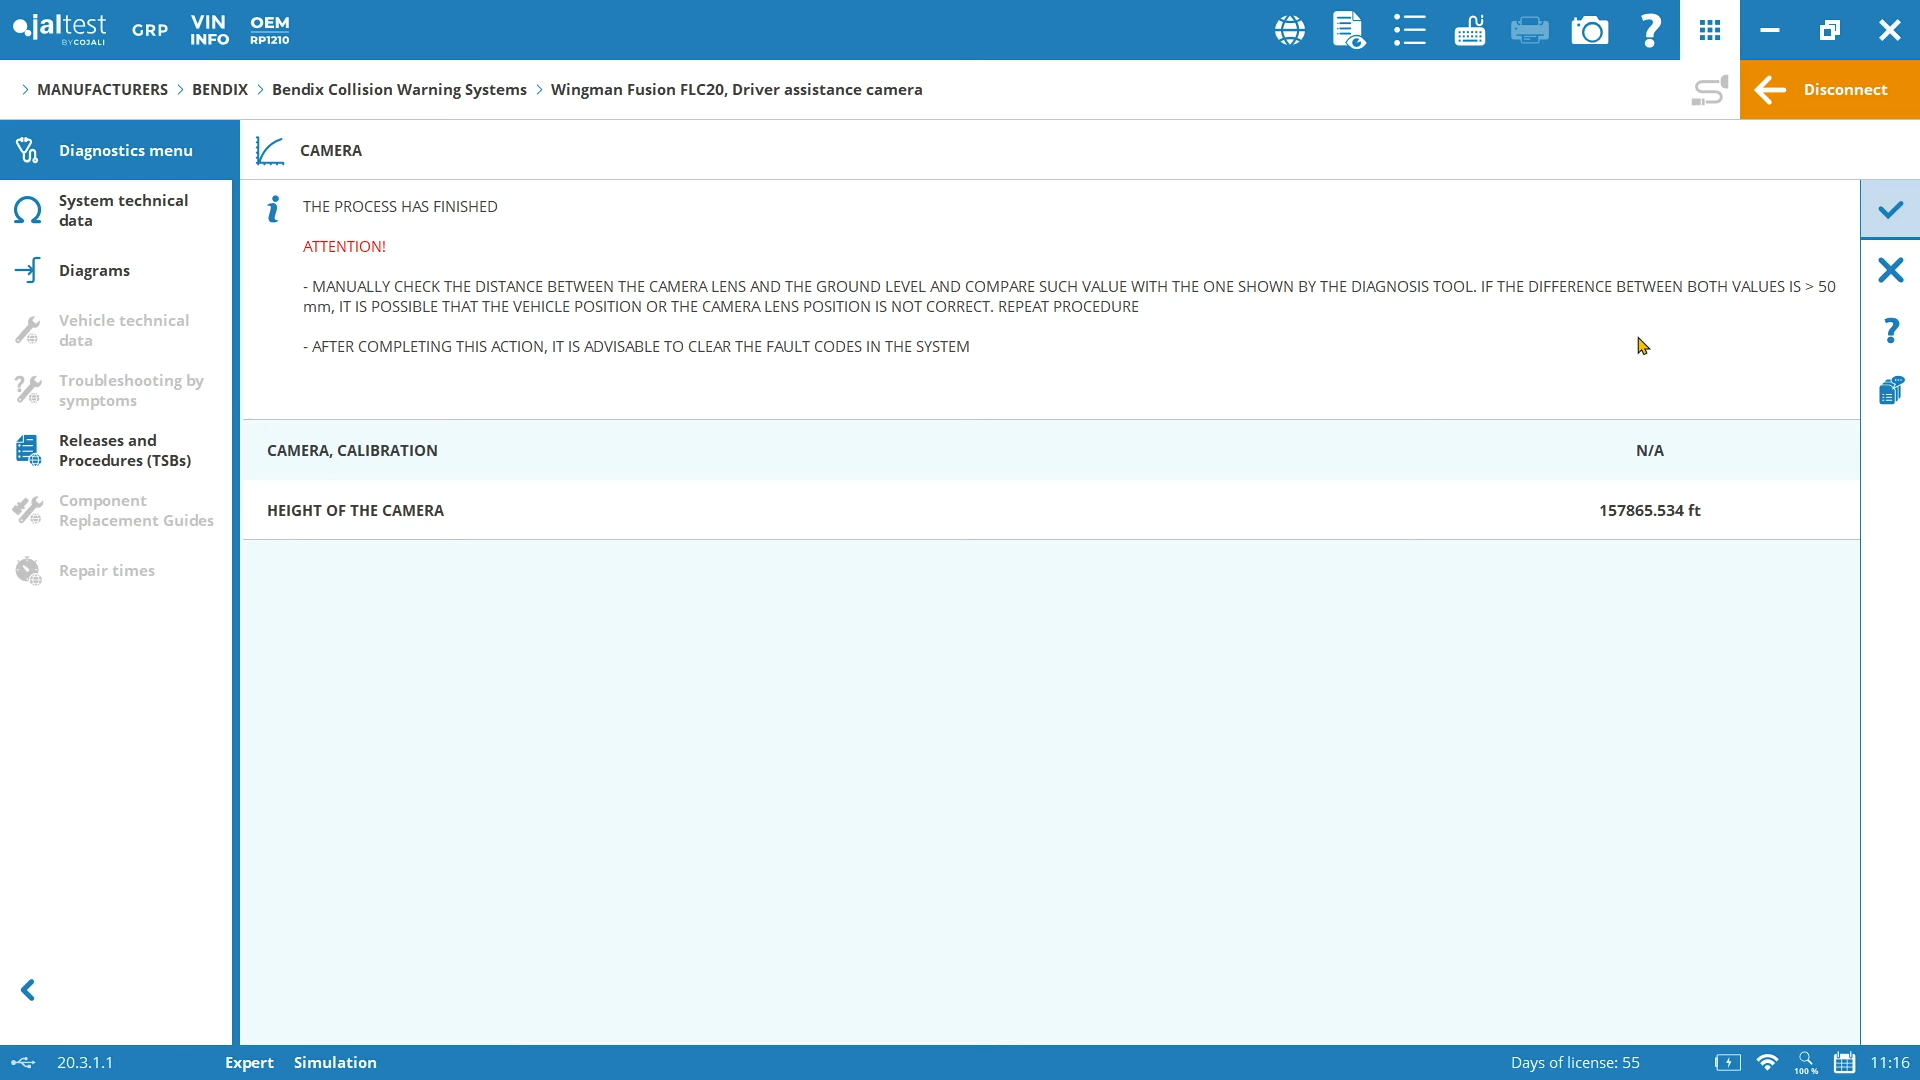 jaltest
BY COJALI
GRP
VIN
INFO
OEM
RP1210
?
> MANUFACTURERS > BENDIX > Bendix Collision Warning Systems > Wingman Fusion FLC20, Driver assistance camera
Disconnect
Diagnostics menu
CAMERA
System technical
data
Diagrams
Vehicle technical
data
Troubleshooting by
symptoms
Releases and
Procedures (TSBs)
Component
Replacement Guides
Repair times
i THE PROCESS HAS FINISHED
ATTENTION!
- MANUALLY CHECK THE DISTANCE BETWEEN THE CAMERA LENS AND THE GROUND LEVEL AND COMPARE SUCH VALUE WITH THE ONE SHOWN BY THE DIAGNOSIS TOOL. IF THE DIFFERENCE BETWEEN BOTH VALUES IS > 50
mm, IT IS POSSIBLE THAT THE VEHICLE POSITION OR THE CAMERA LENS POSITION IS NOT CORRECT. REPEAT PROCEDURE
- AFTER COMPLETING THIS ACTION, IT IS ADVISABLE TO CLEAR THE FAULT CODES IN THE SYSTEM
?
CAMERA, CALIBRATION N/A
HEIGHT OF THE CAMERA 157865.534 ft
20.3.1.1 Expert Simulation Days of license: 55 100 % 11:16